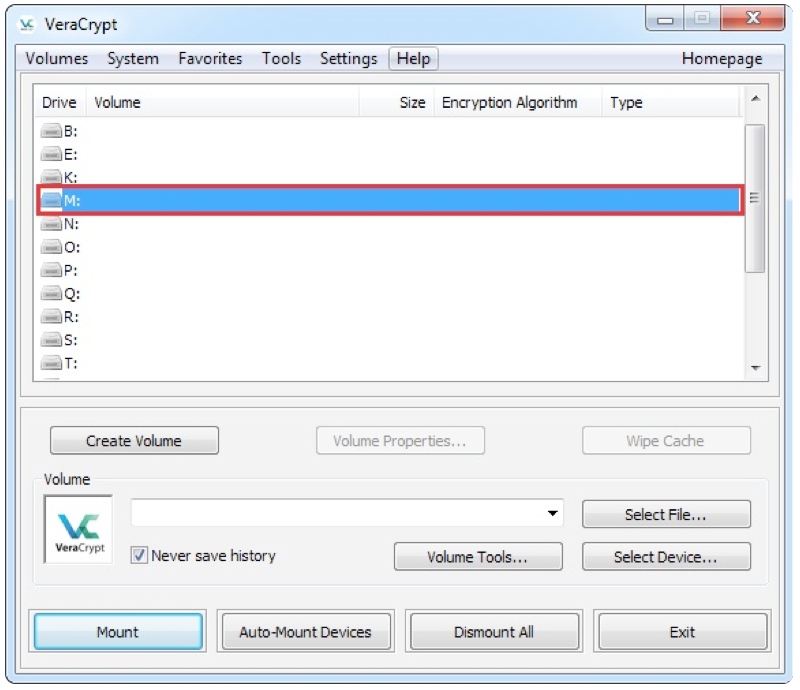 VeraCrypt
Volumes System Favorites Tools Settings Help Homepage
Drive Volume Size Encryption Algorithm Type
B:
E:
K:
M:
N:
O:
P:
Q:
R:
S:
T:
Create Volume Volume Properties... Wipe Cache
Volume
Select File...
VeraCrypt
Never save history Volume Tools... Select Device...
Mount Auto-Mount Devices Dismount All Exit